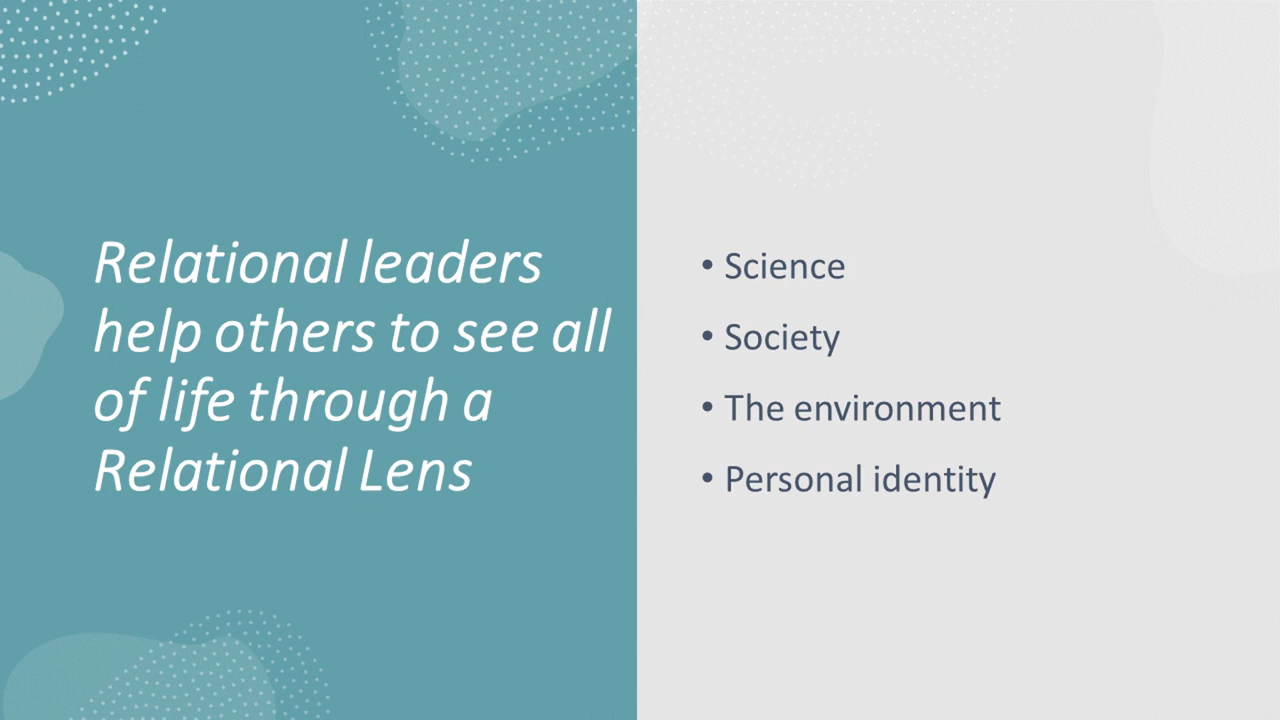 Relational leaders
help others to see all
of life through a
Relational Lens
• Science
• Society
• The environment
• Personal identity